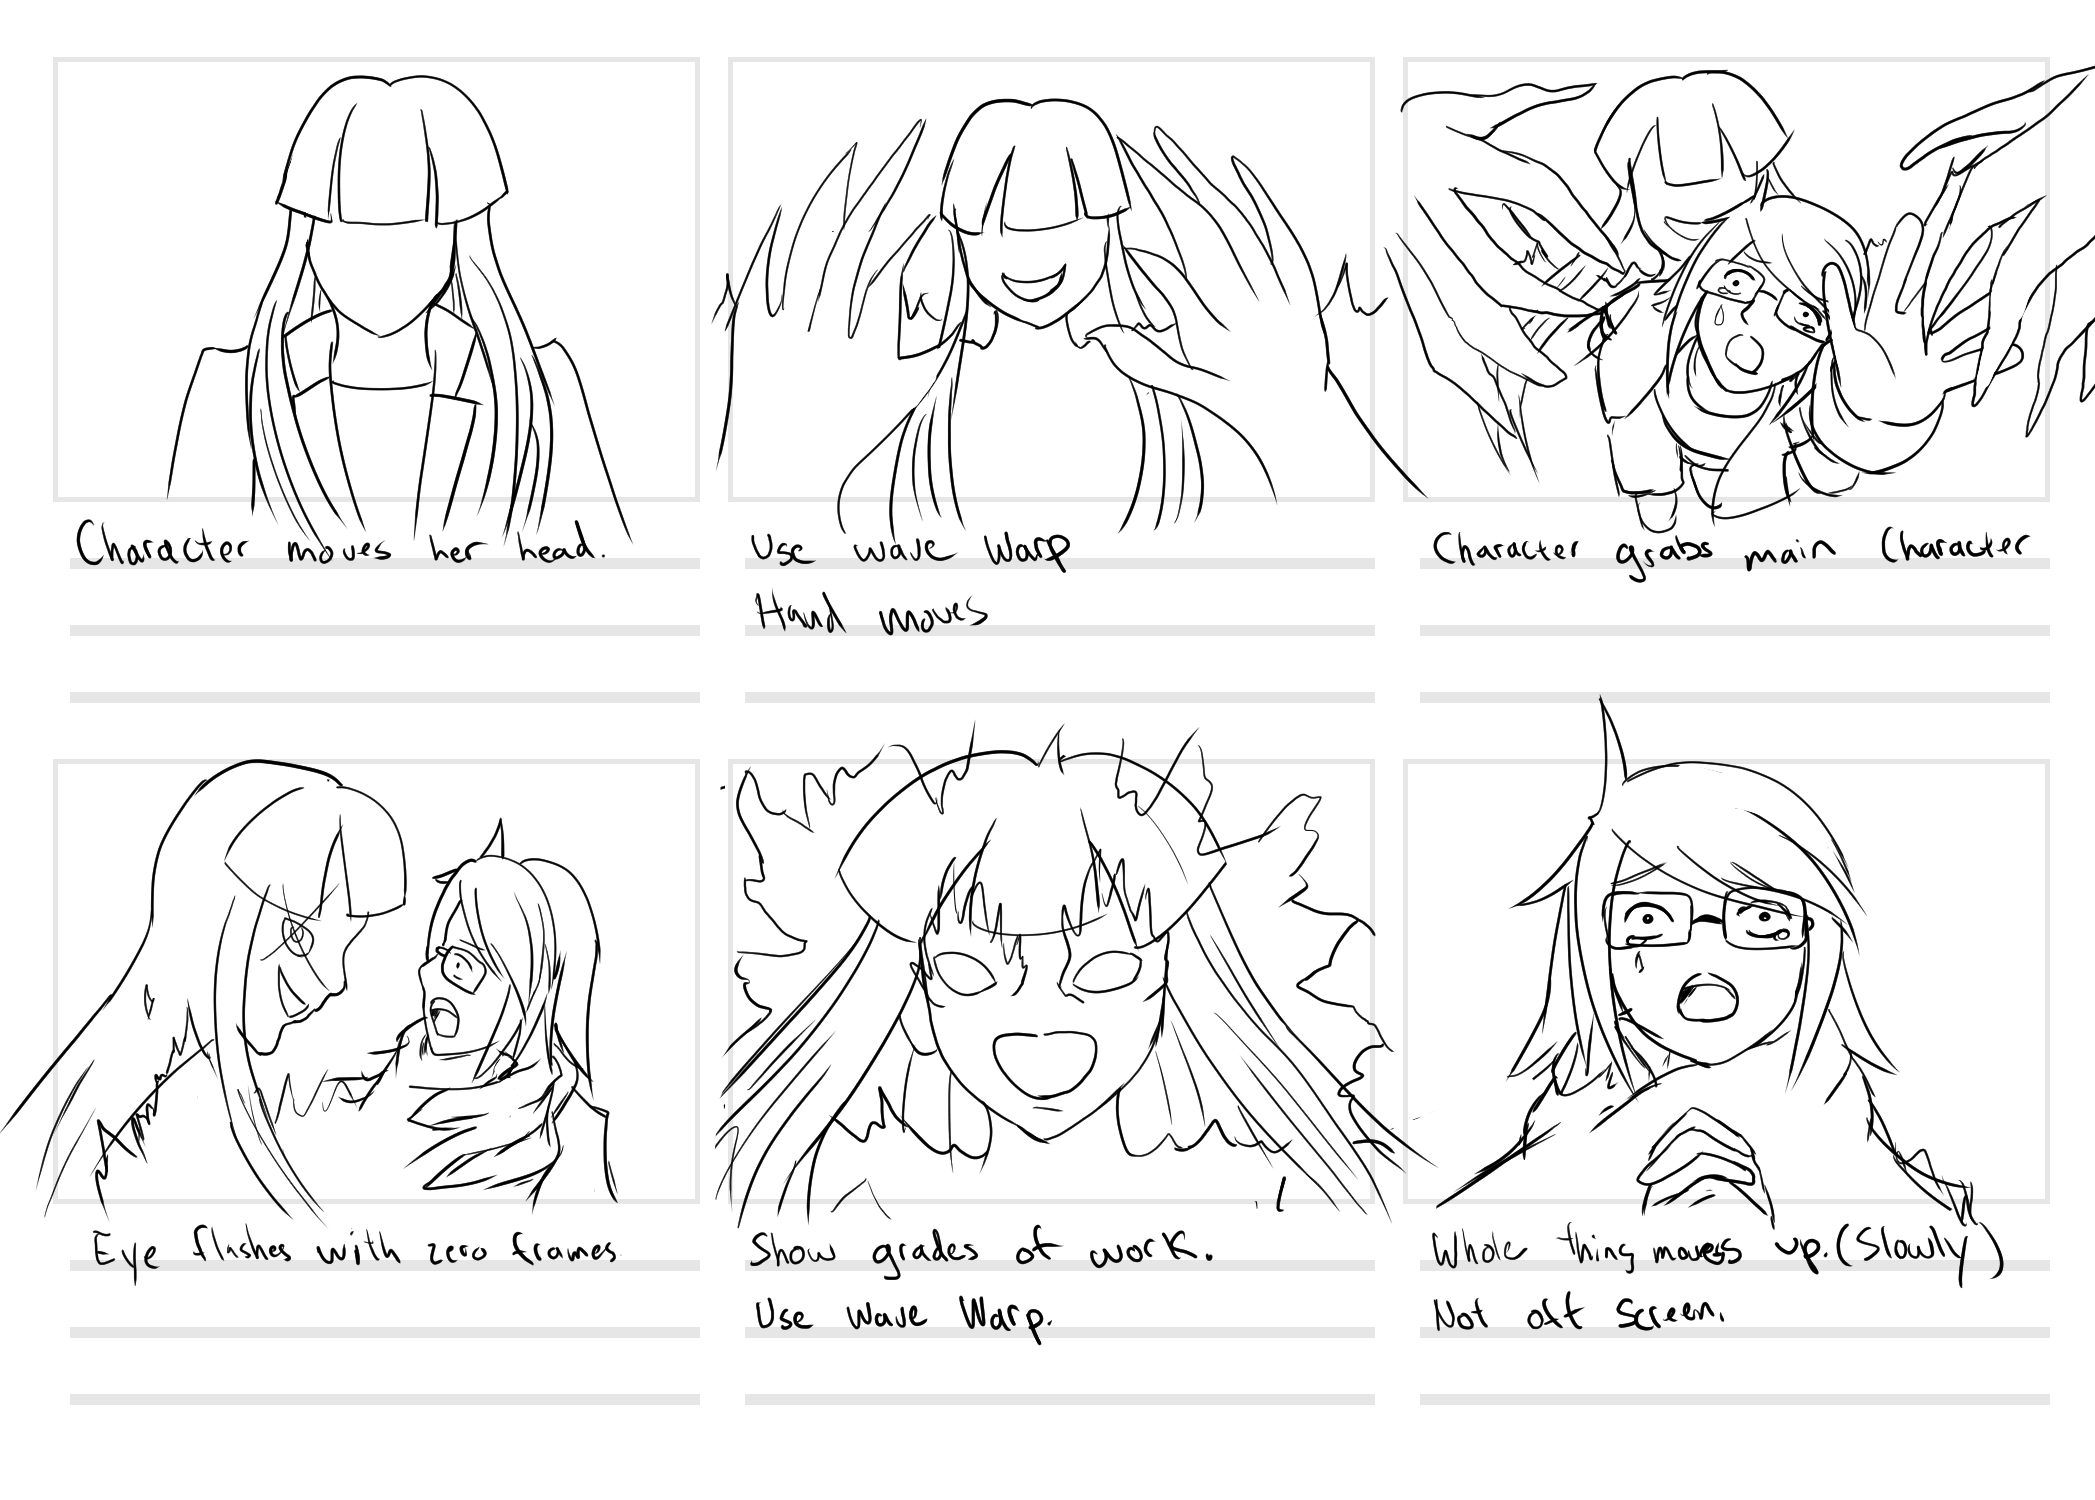 Character moves her head.
Use wave Warp
Hand moves
Character grabs main Character
Eye flashes with zero frames.
Show grades of work.
Use Wave Warp.
Whole thing moves up. (Slowly)
Not off Screen.